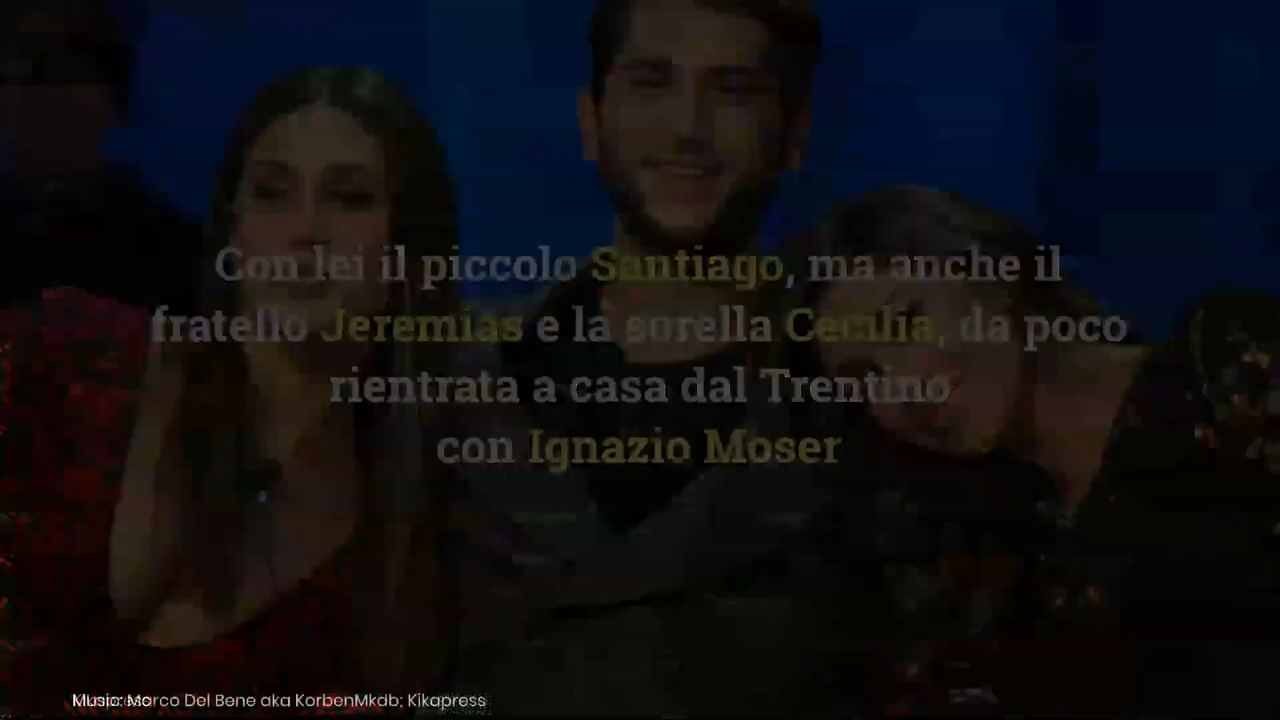 Con lei il piccolo Santiago, ma anche il
fratello Jeremias e la sorella Cecilia, da poco
rientrata a casa dal Trentino
con Ignazio Moser
Music: Marco Del Bene aka KorbenMkdb; Kikapress